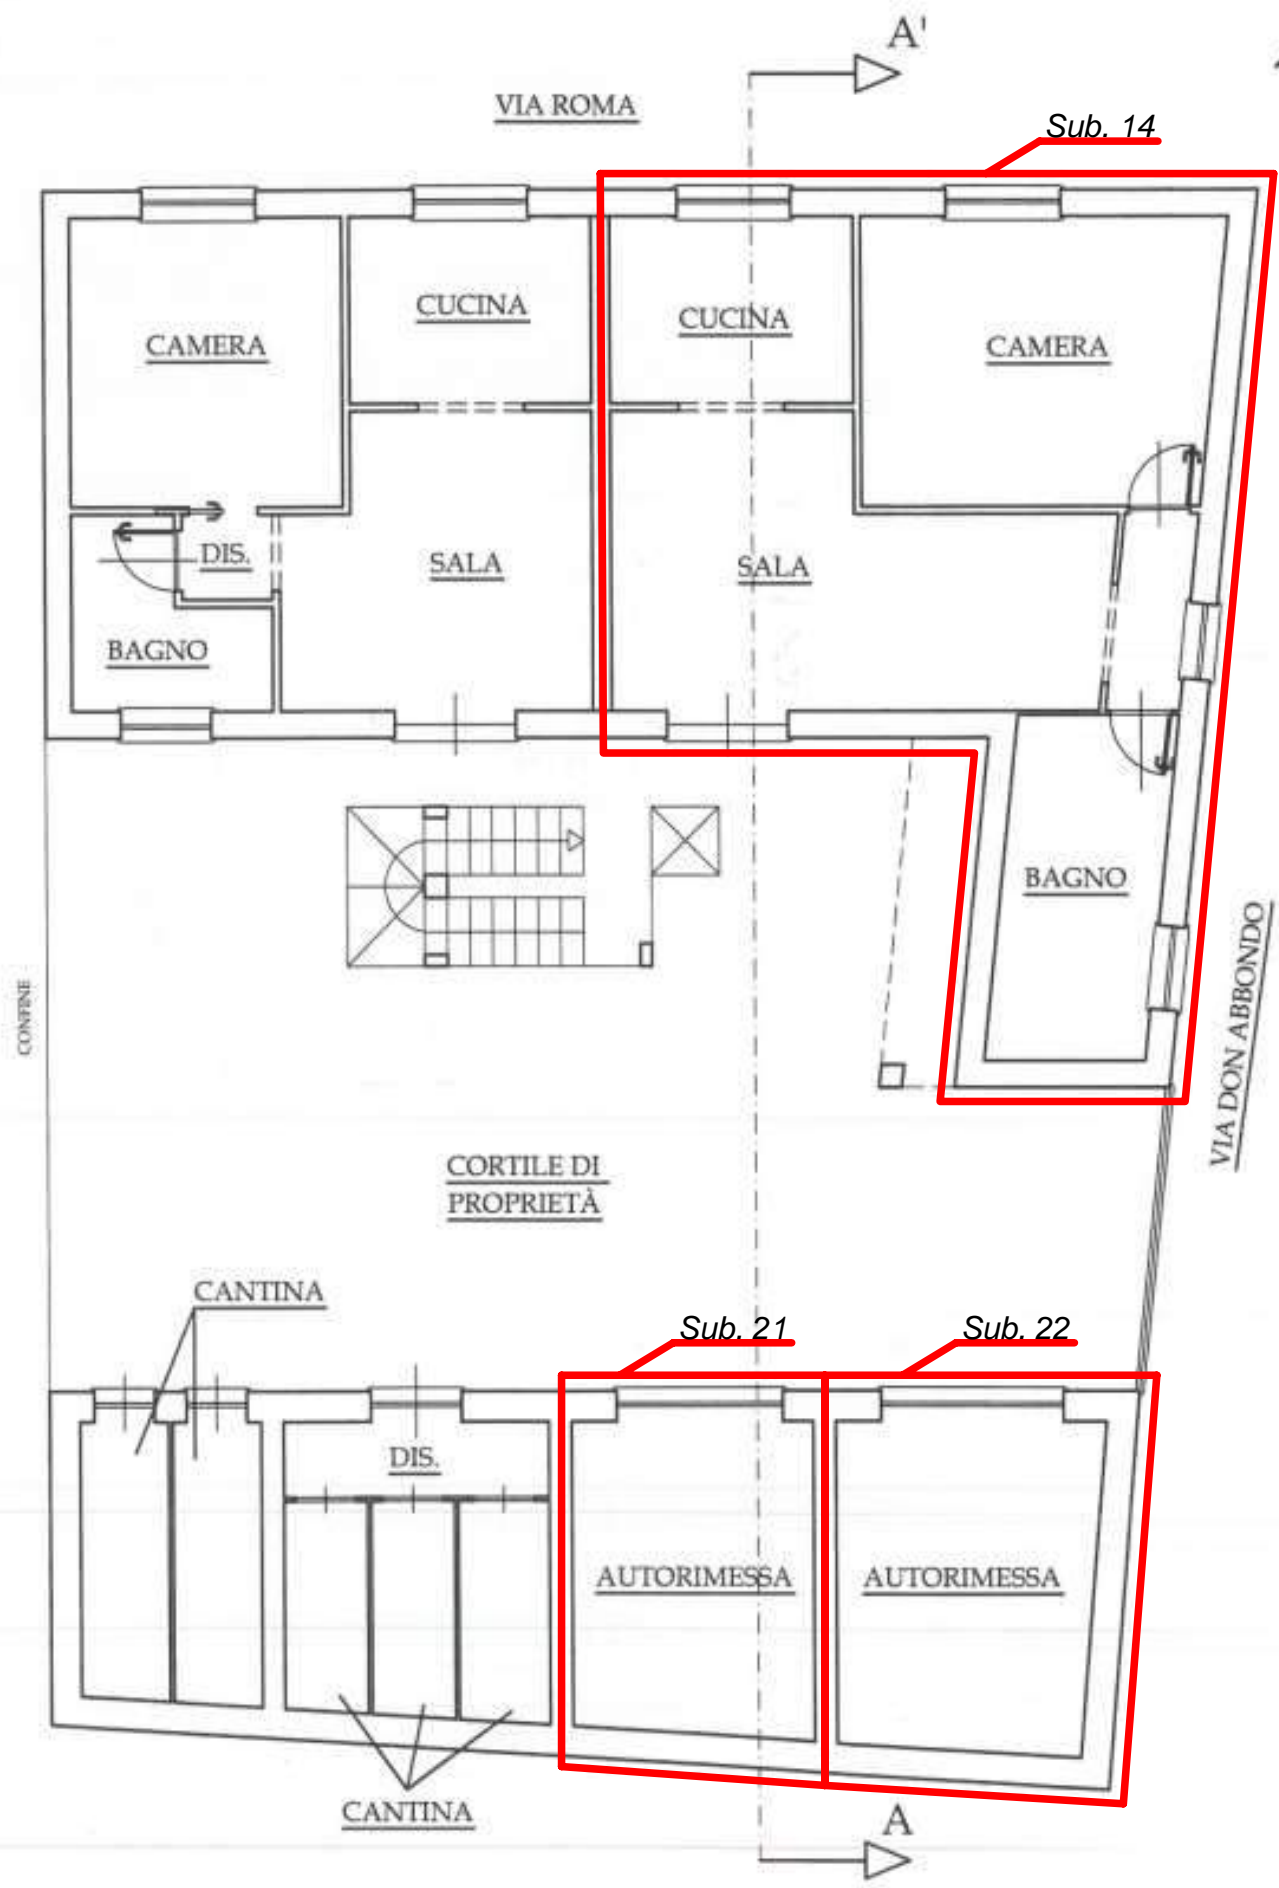 A'
VIA ROMA
Sub. 14
CUCINA
CUCINA
CAMERA
CAMERA
DIS.
SALA
SALA
BAGNO
BAGNO
CONFINE
VIA DON ABBONDO
CORTILE DI
PROPRIETÀ
CANTINA
Sub. 21
Sub. 22
DIS.
AUTORIMESSA
AUTORIMESSA
CANTINA
A